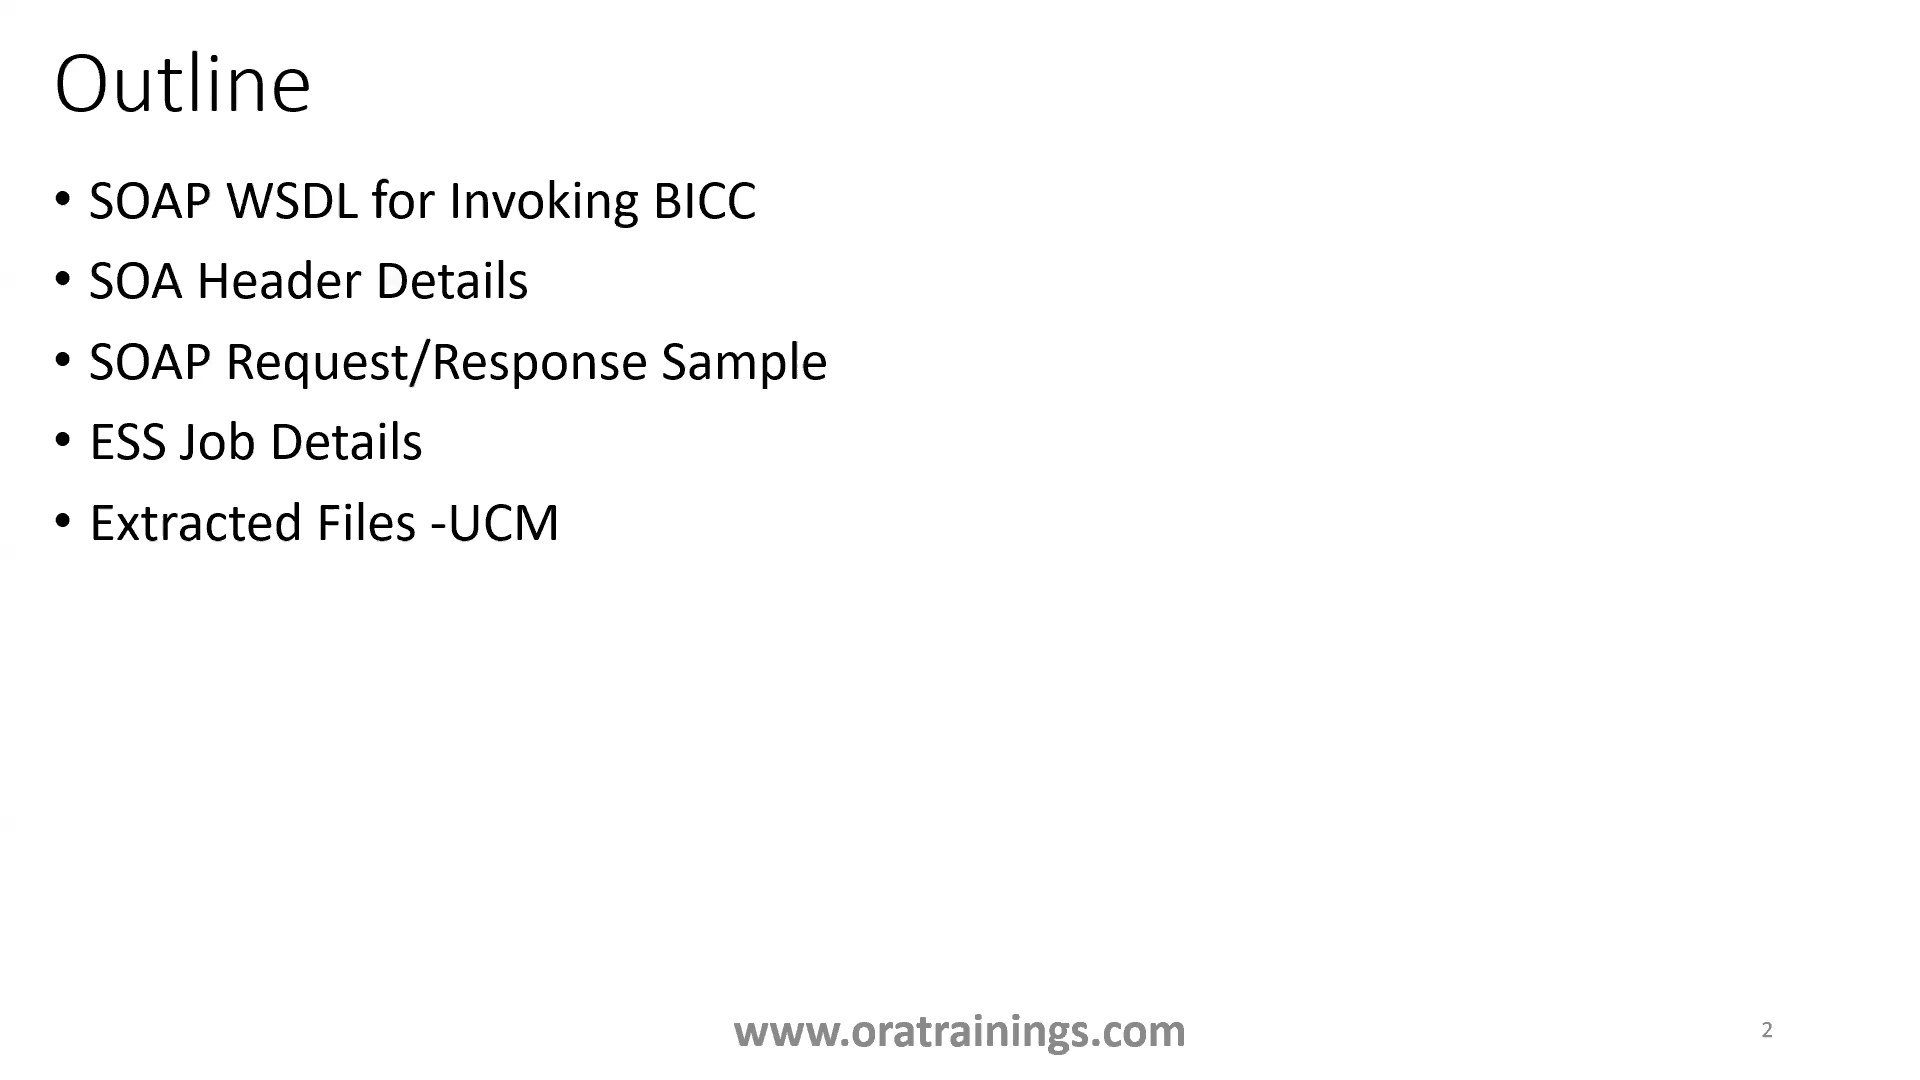 Outline
• SOAP WSDL for Invoking BICC
• SOA Header Details
• SOAP Request/Response Sample
• ESS Job Details
• Extracted Files -UCM
www.oratrainings.com
2